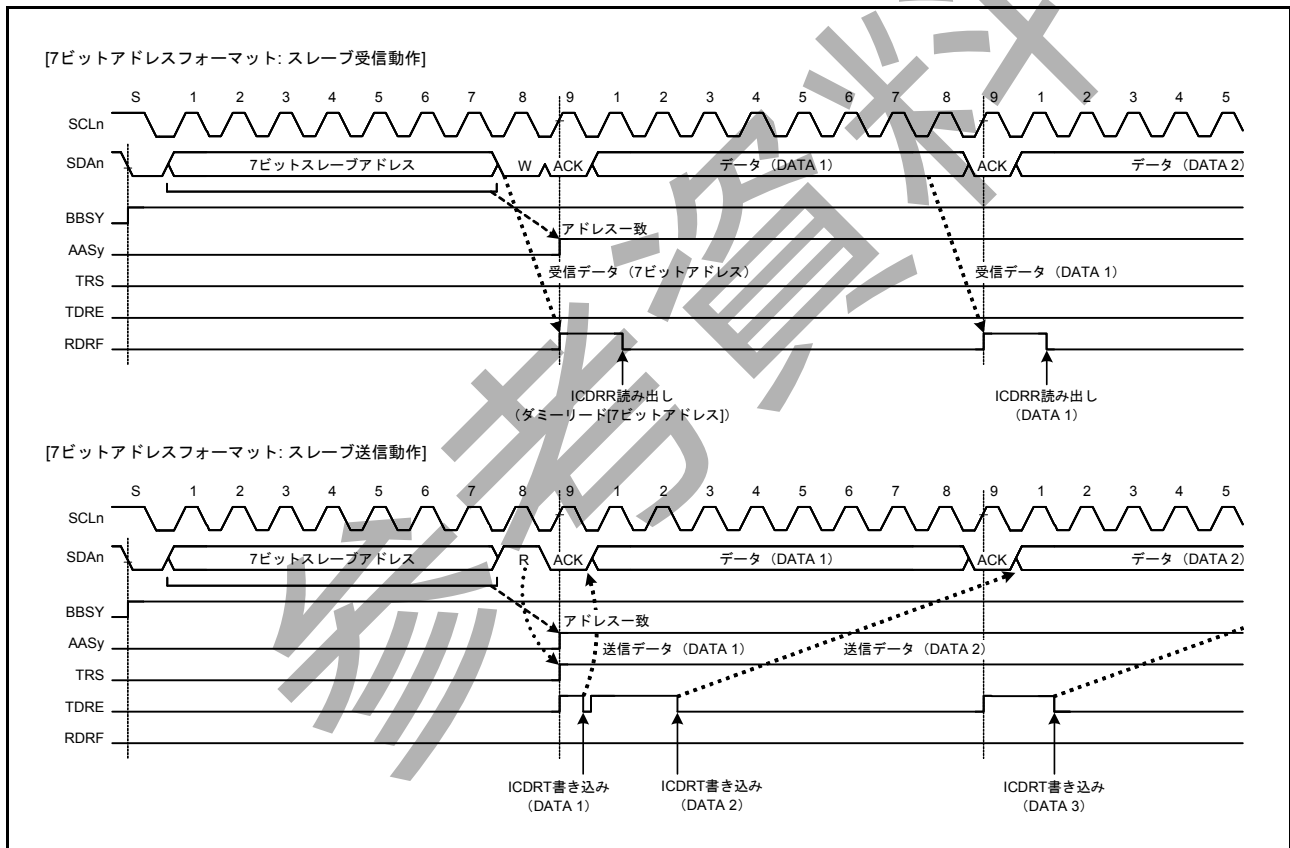 [7ビットアドレスフォーマット: スレーブ受信動作]
S 1 2 3 4 5 6 7 8 9 1 2 3 4 5 6 7 8 9 1 2 3 4 5
SCLn
SDAn 7ビットスレーブアドレス W ACK データ（DATA 1） ACK データ（DATA 2）
BBSY
アドレス一致
AASy
受信データ（7ビットアドレス） 受信データ（DATA 1）
TRS
TDRE
RDRF
ICDRR読み出し ICDRR読み出し
（ダミーリード[7ビットアドレス]） （DATA 1）
[7ビットアドレスフォーマット: スレーブ送信動作]
S 1 2 3 4 5 6 7 8 9 1 2 3 4 5 6 7 8 9 1 2 3 4 5
SCLn
SDAn 7ビットスレーブアドレス R ACK データ（DATA 1） ACK データ（DATA 2）
BBSY
アドレス一致
AASy
送信データ（DATA 1） 送信データ（DATA 2）
TRS
TDRE
RDRF
ICDRT書き込み ICDRT書き込み ICDRT書き込み
（DATA 1） （DATA 2） （DATA 3）
参考資料